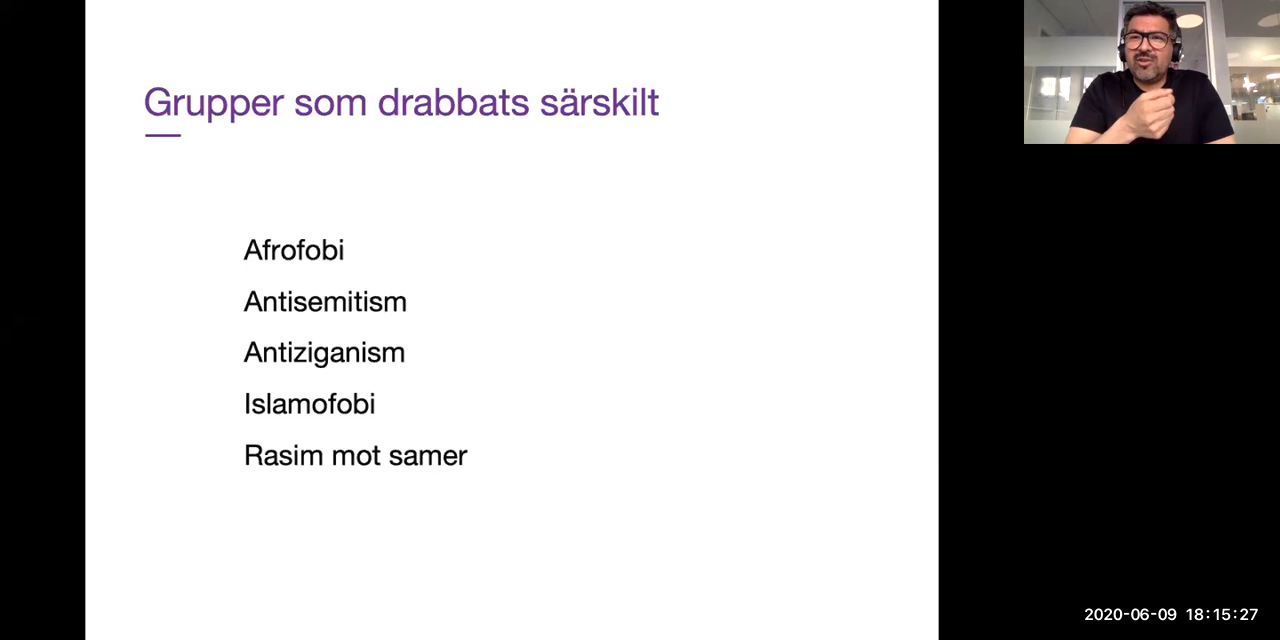 Grupper som drabbats särskilt
Afrofobi
Antisemitism
Antiziganism
Islamofobi
Rasim mot samer
2020-06-09 18:15:27